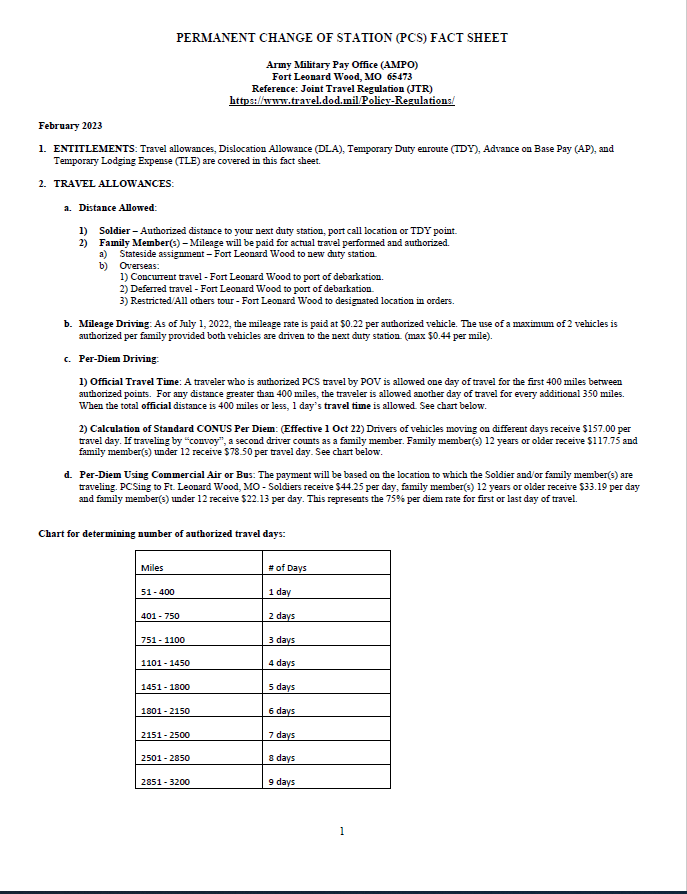 PERMANENT CHANGE OF STATION (PCS) FACT SHEET
Army Military Pay Office (AMPO)
Fort Leonard Wood, MO 65473
Reference: Joint Travel Regulation (JTR)
https://www.travel.dod.mil/Policy-Regulations/
February 2023
1. ENTITLEMENTS: Travel allowances, Dislocation Allowance (DLA), Temporary Duty enroute (TDY), Advance on Base Pay (AP), and
Temporary Lodging Expense (TLE) are covered in this fact sheet.
2. TRAVEL ALLOWANCES:
a. Distance Allowed:
1) Soldier – Authorized distance to your next duty station, port call location or TDY point.
2) Family Member(s) – Mileage will be paid for actual travel performed and authorized.
a) Stateside assignment – Fort Leonard Wood to new duty station.
b) Overseas:
1) Concurrent travel - Fort Leonard Wood to port of debarkation.
2) Deferred travel - Fort Leonard Wood to port of debarkation.
3) Restricted/All others tour - Fort Leonard Wood to designated location in orders.
b. Mileage Driving: As of July 1, 2022, the mileage rate is paid at $0.22 per authorized vehicle. The use of a maximum of 2 vehicles is
authorized per family provided both vehicles are driven to the next duty station. (max $0.44 per mile).
c. Per-Diem Driving:
1) Official Travel Time: A traveler who is authorized PCS travel by POV is allowed one day of travel for the first 400 miles between
authorized points. For any distance greater than 400 miles, the traveler is allowed another day of travel for every additional 350 miles.
When the total official distance is 400 miles or less, 1 day's travel time is allowed. See chart below.
2) Calculation of Standard CONUS Per Diem: (Effective 1 Oct 22) Drivers of vehicles moving on different days receive $157.00 per
travel day. If traveling by “convoy”, a second driver counts as a family member. Family member(s) 12 years or older receive $117.75 and
family member(s) under 12 receive $78.50 per travel day. See chart below.
d. Per-Diem Using Commercial Air or Bus: The payment will be based on the location to which the Soldier and/or family member(s) are
traveling. PCSing to Ft. Leonard Wood, MO - Soldiers receive $44.25 per day, family member(s) 12 years or older receive $33.19 per day
and family member(s) under 12 receive $22.13 per day. This represents the 75% per diem rate for first or last day of travel.
Chart for determining number of authorized travel days:
Miles # of Days
51 - 400 1 day
401 - 750 2 days
751 - 1100 3 days
1101 - 1450 4 days
1451 - 1800 5 days
1801 - 2150 6 days
2151 - 2500 7 days
2501 - 2850 8 days
2851 - 3200 9 days
1